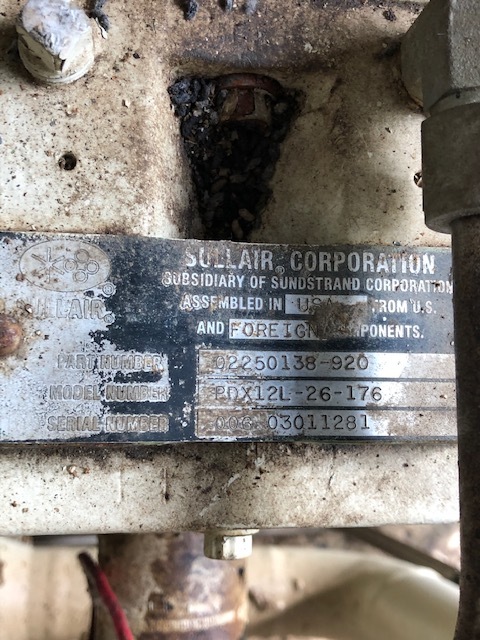 SULLAIR® CORPORATION
SUBSIDIARY OF SUNDSTRAND CORPORATION
SULLAIR®
ASSEMBLED IN USA FROM U.S.
AND FOREIGN COMPONENTS.
PART NUMBER 02250138-920
MODEL NUMBER PDX12L-26-176
SERIAL NUMBER 006 03011281